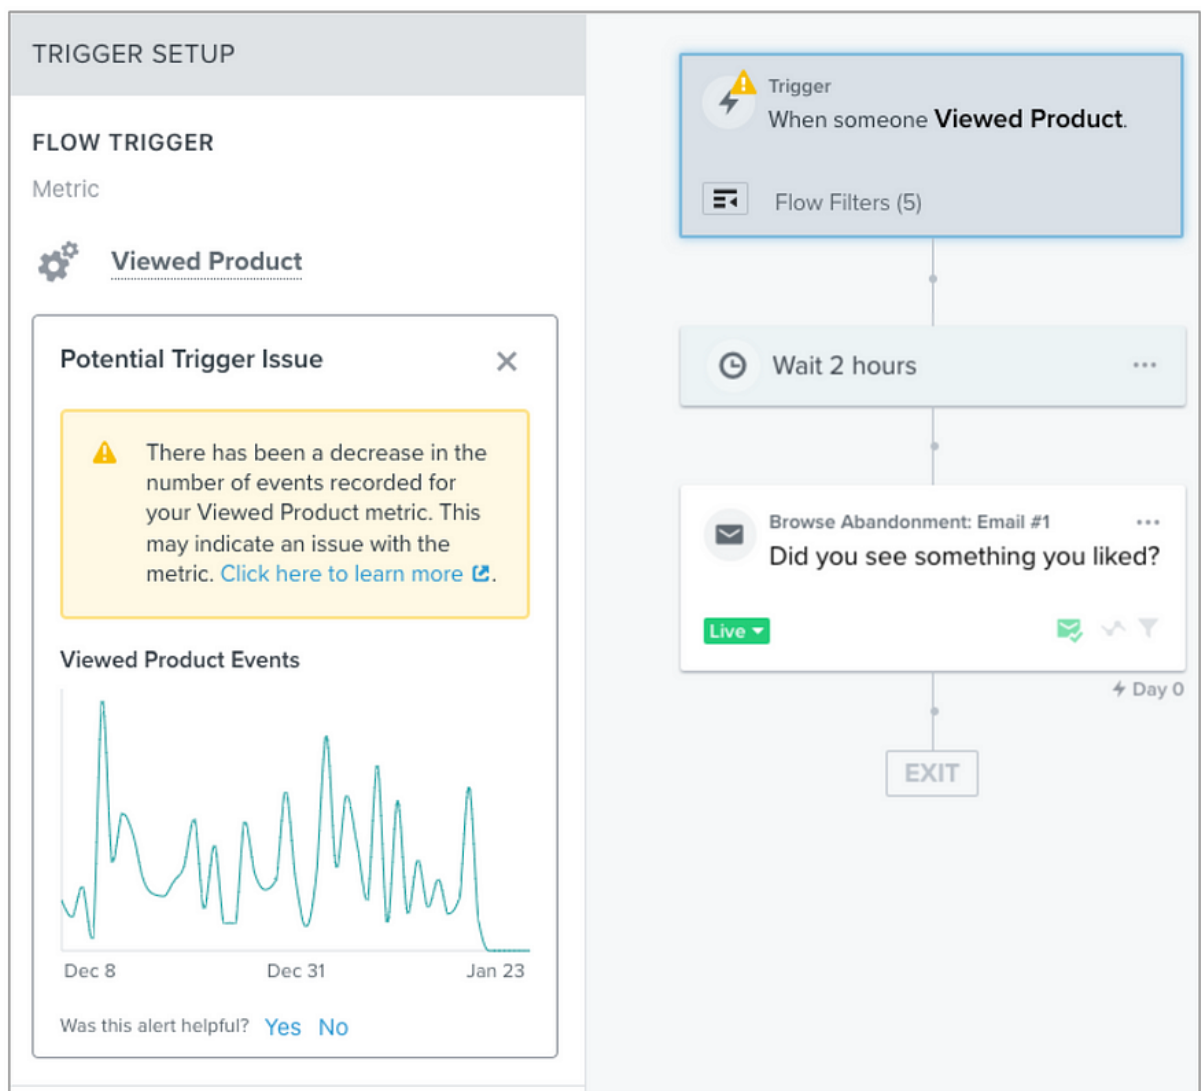 TRIGGER SETUP
FLOW TRIGGER
Metric
Viewed Product
Potential Trigger Issue
There has been a decrease in the
number of events recorded for
your Viewed Product metric. This
may indicate an issue with the
metric. Click here to learn more.
Viewed Product Events
Dec 8 Dec 31 Jan 23
Was this alert helpful? Yes No
Trigger
When someone Viewed Product.
Flow Filters (5)
Wait 2 hours
Browse Abandonment: Email #1
Did you see something you liked?
Live
Day 0
EXIT